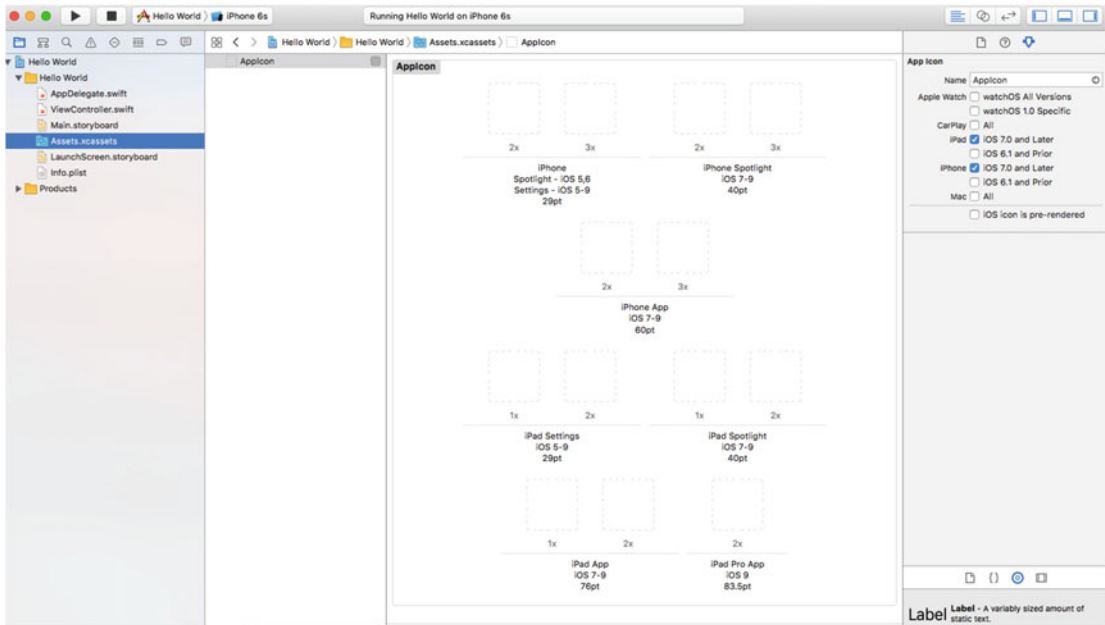 Hello World
iPhone 6s
Running Hello World on iPhone 6s
Hello World
Hello World
Assets.xcassets
AppIcon
Hello World
Hello World
AppDelegate.swift
ViewController.swift
Main.storyboard
Assets.xcassets
LaunchScreen.storyboard
Info.plist
Products
AppIcon
AppIcon
2x 3x
iPhone
Spotlight - iOS 5,6
Settings - iOS 5-9
29pt
2x 3x
iPhone Spotlight
iOS 7-9
40pt
2x 3x
iPhone App
iOS 7-9
60pt
1x 2x
iPad Settings
iOS 5-9
29pt
1x 2x
iPad Spotlight
iOS 7-9
40pt
1x 2x
iPad App
iOS 7-9
76pt
2x
iPad Pro App
iOS 9
83.5pt
App Icon
Name AppIcon
Apple Watch watchOS All Versions
watchOS 1.0 Specific
CarPlay All
iPad iOS 7.0 and Later
iOS 6.1 and Prior
iPhone iOS 7.0 and Later
iOS 6.1 and Prior
Mac All
iOS icon is pre-rendered
Label
Label - A variably sized amount of
static text.